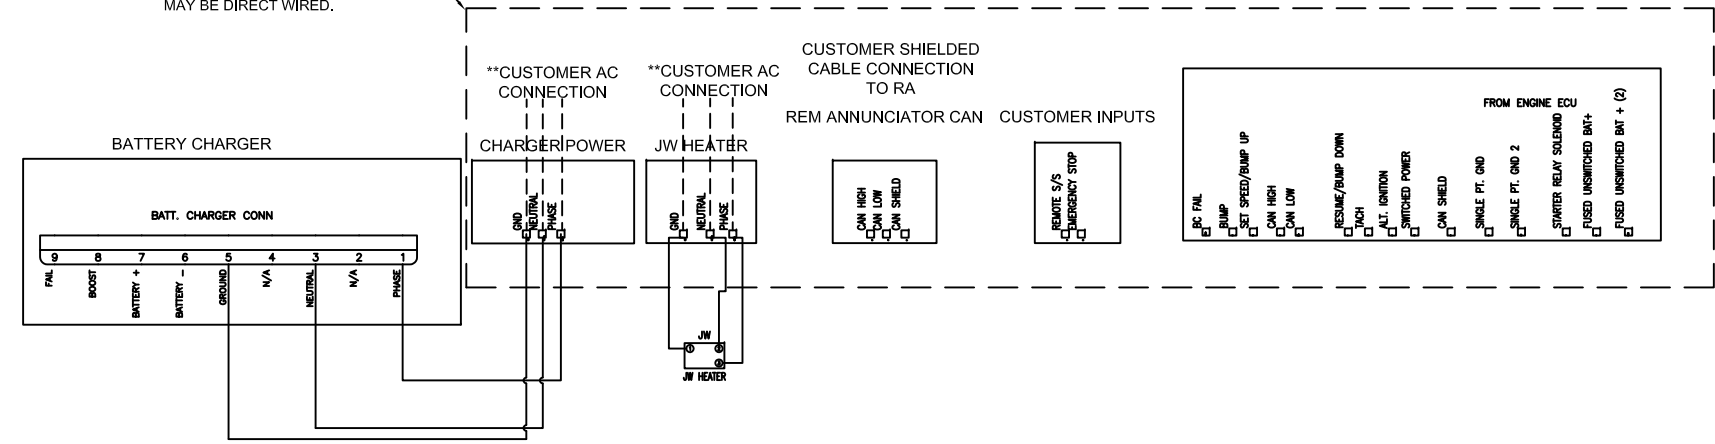 MAY BE DIRECT WIRED.
**CUSTOMER AC
CONNECTION
**CUSTOMER AC
CONNECTION
CUSTOMER SHIELDED
CABLE CONNECTION
TO RA
REM ANNUNCIATOR CAN
CUSTOMER INPUTS
BATTERY CHARGER
CHARGER POWER
JW HEATER
BATT. CHARGER CONN
9 8 7 6 5 4 3 2 1
FAIL
BOOST
BATTERY +
BATTERY -
GROUND
N/A
NEUTRAL
N/A
PHASE
GND
NEUTRAL
PHASE
GND
NEUTRAL
PHASE
CAN HIGH
CAN LOW
CAN SHIELD
REMOTE S/S
EMERGENCY STOP
FROM ENGINE ECU
BC FAIL
BUMP
SET SPEED/BUMP UP
CAN HIGH
CAN LOW
RESUME/BUMP DOWN
TACH
ALT. IGNITION
SWITCHED POWER
CAN SHIELD
SINGLE PT. GND
SINGLE PT. GND 2
STARTER RELAY SOLENOID
FUSED UNSWITCHED BAT+
FUSED UNSWITCHED BAT + (2)
JW
1
JW HEATER